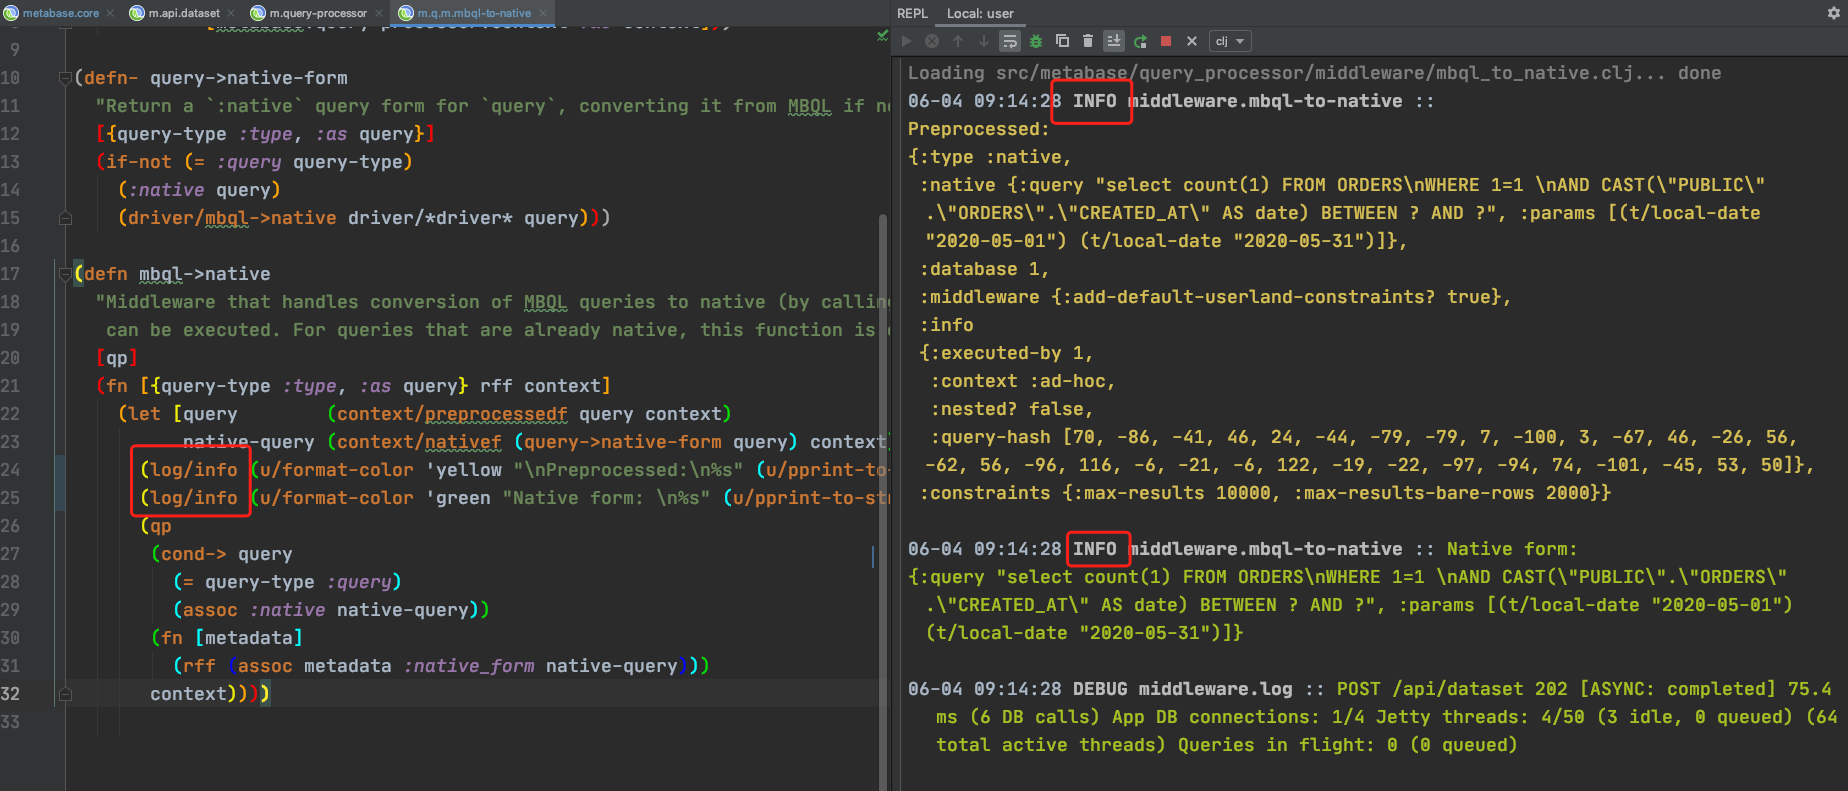 metabase.core
m.api.dataset
m.query-processor
m.q.m.mbql-to-native
9
10 (defn- query->native-form
11 "Return a `:native` query form for `query`, converting it from MBQL if
12 [{query-type :type, :as query}]
13 (if-not (= :query query-type)
14 (:native query)
15 (driver/mbql->native driver/*driver* query)))
16
17 (defn mbql->native
18 "Middleware that handles conversion of MBQL queries to native (by
19 can be executed. For queries that are already native, this function is
20 [qp]
21 (fn [{query-type :type, :as query} rff context]
22 (let [query (context/preprocessedf query context)
23 native-query (context/nativef (query->native-form query) context)
24 (log/info (u/format-color 'yellow "\nPreprocessed:\n%s" (u/pprint-to-
25 (log/info (u/format-color 'green "Native form: \n%s" (u/pprint-to-st
26 (qp
27 (cond-> query
28 (= query-type :query)
29 (assoc :native native-query))
30 (fn [metadata]
31 (rff (assoc metadata :native_form native-query)))
32 context))))
33
REPL Local: user
clj
Loading src/metabase/query_processor/middleware/mbql_to_native.clj... done
06-04 09:14:28 INFO middleware.mbql-to-native ::
Preprocessed:
{:type :native,
:native {:query "select count(1) FROM ORDERS\nWHERE 1=1 \nAND CAST(\"PUBLIC\"
.\"ORDERS\".\"CREATED_AT\" AS date) BETWEEN ? AND ?", :params [(t/local-date
"2020-05-01") (t/local-date "2020-05-31")]},
:database 1,
:middleware {:add-default-userland-constraints? true},
:info
{:executed-by 1,
:context :ad-hoc,
:nested? false,
:query-hash [70, -86, -41, 46, 24, -44, -79, -79, 7, -100, 3, -67, 46, -26, 56,
-62, 56, -96, 116, -6, -21, -6, 122, -19, -22, -97, -94, 74, -101, -45, 53, 50]},
:constraints {:max-results 10000, :max-results-bare-rows 2000}}
06-04 09:14:28 INFO middleware.mbql-to-native :: Native form:
{:query "select count(1) FROM ORDERS\nWHERE 1=1 \nAND CAST(\"PUBLIC\".\"ORDERS\"
.\"CREATED_AT\" AS date) BETWEEN ? AND ?", :params [(t/local-date "2020-05-01")
(t/local-date "2020-05-31")]}
06-04 09:14:28 DEBUG middleware.log :: POST /api/dataset 202 [ASYNC: completed] 75.4
ms (6 DB calls) App DB connections: 1/4 Jetty threads: 4/50 (3 idle, 0 queued) (64
total active threads) Queries in flight: 0 (0 queued)